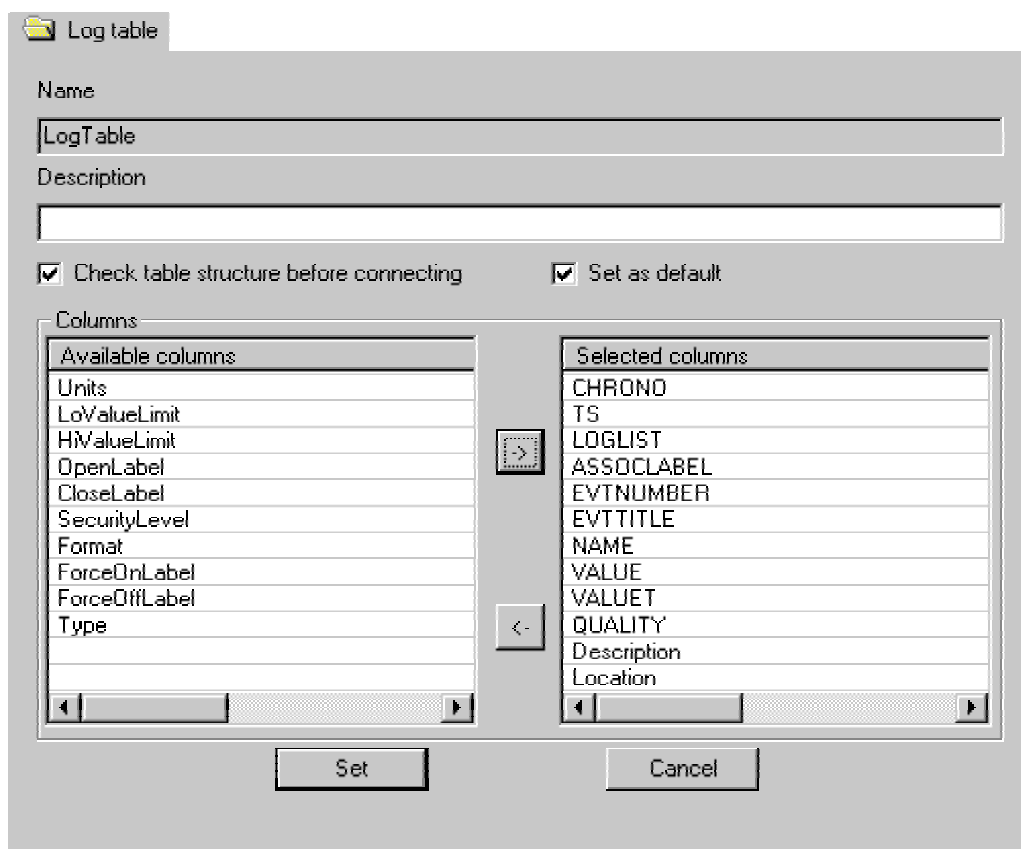 Log table
Name
LogTable
Description
Check table structure before connecting
Set as default
Columns
Available columns
Units
LoValueLimit
HiValueLimit
OpenLabel
CloseLabel
SecurityLevel
Format
ForceOnLabel
ForceOffLabel
Type
->
<-
Selected columns
CHRONO
TS
LOGLIST
ASSOCLABEL
EVTNUMBER
EVTTITLE
NAME
VALUE
VALUET
QUALITY
Description
Location
Set
Cancel